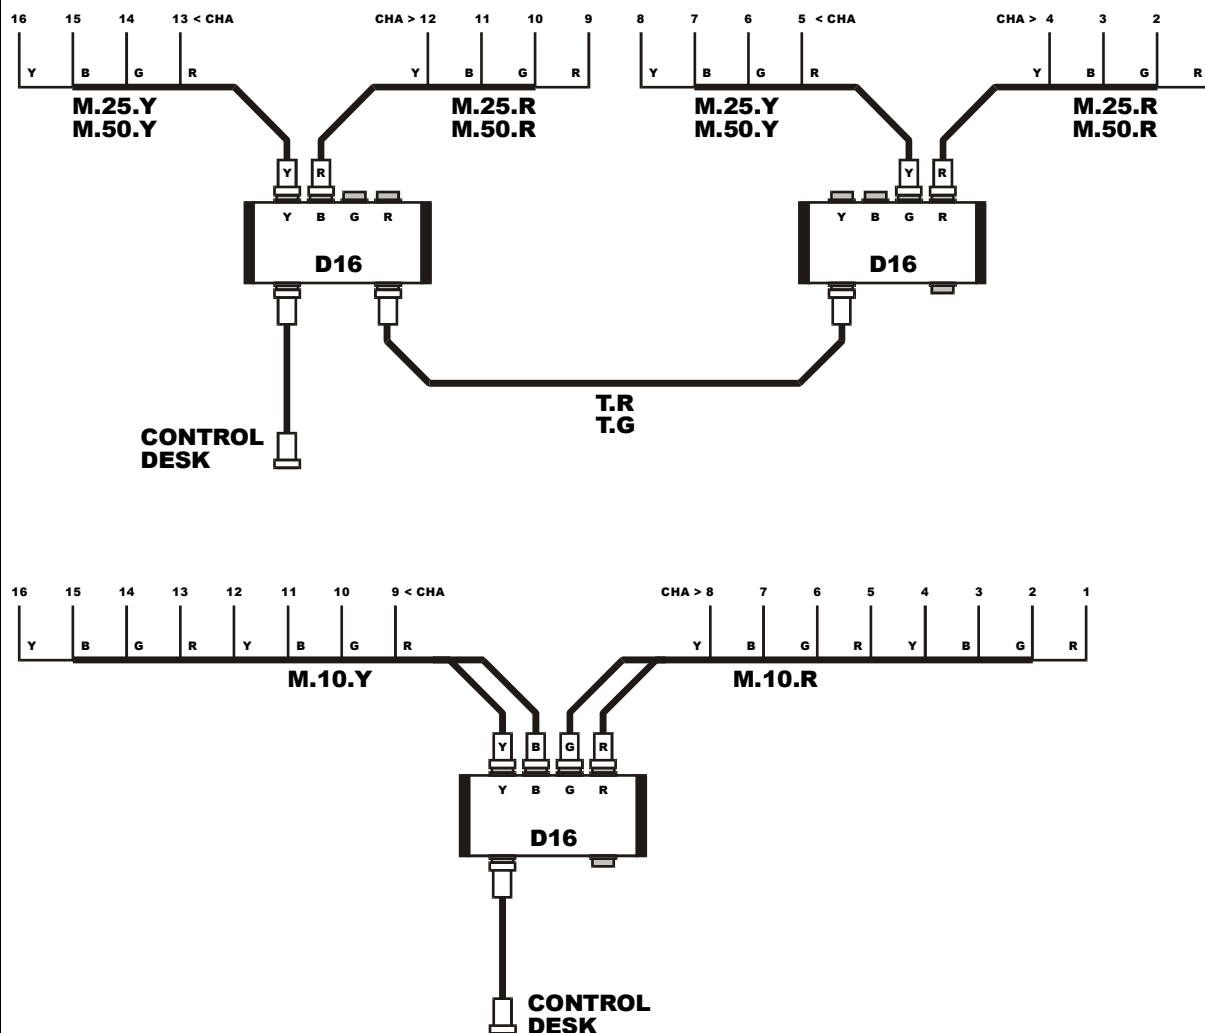 16 15 14 13 < CHA CHA > 12 11 10 9 8 7 6 5 < CHA CHA > 4 3 2
Y B G R Y B G R Y B G R Y B G R
M.25.Y M.25.R M.25.Y M.25.R
M.50.Y M.50.R M.50.Y M.50.R
Y R Y R
Y B G R Y B G R
D16 D16
T.R
T.G
CONTROL
DESK
16 15 14 13 12 11 10 9 < CHA CHA > 8 7 6 5 4 3 2 1
Y B G R Y B G R Y B G R Y B G R
M.10.Y M.10.R
Y B G R
Y B G R
D16
CONTROL
DESK